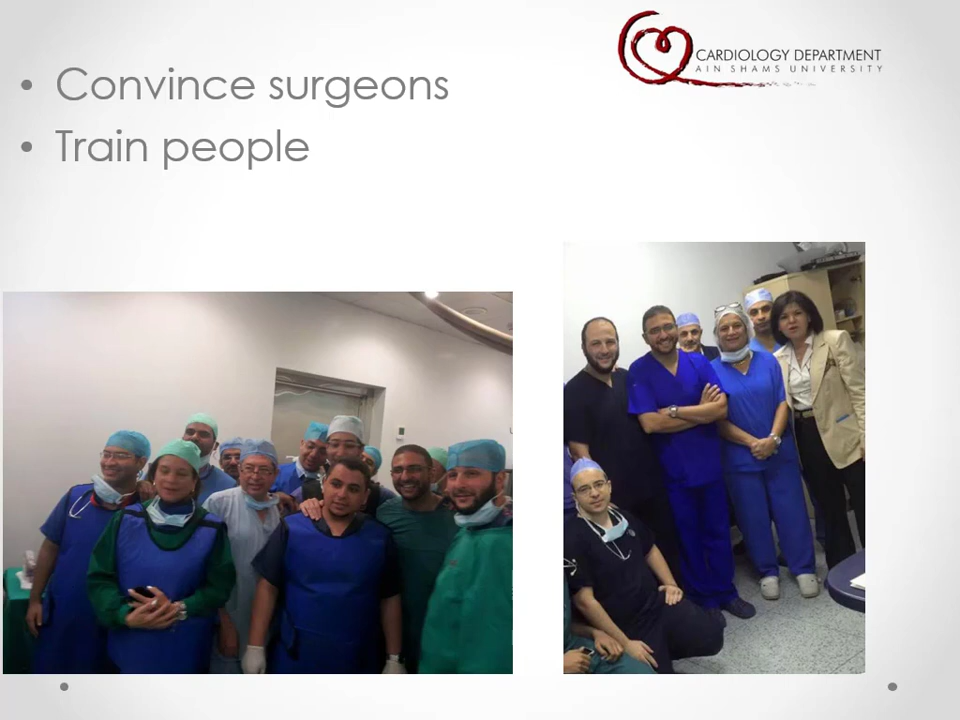 CARDIOLOGY DEPARTMENT
AIN SHAMS UNIVERSITY
• Convince surgeons
• Train people